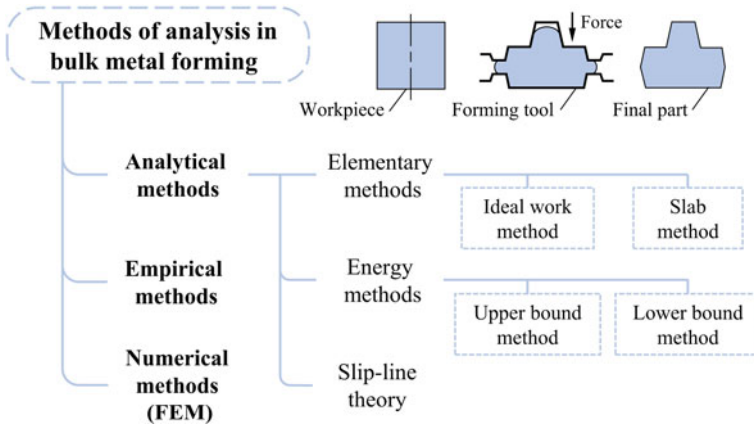 Methods of analysis in
bulk metal forming
Force
Workpiece
Forming tool
Final part
Analytical
methods
Elementary
methods
Ideal work
method
Slab
method
Empirical
methods
Energy
methods
Upper bound
method
Lower bound
method
Numerical
methods
(FEM)
Slip-line
theory